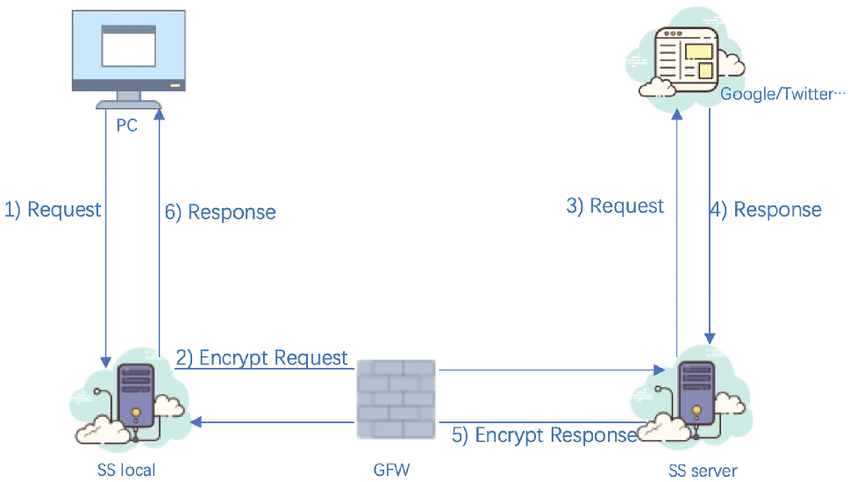 PC
Google/Twitter…
1) Request
6) Response
3) Request
4) Response
2) Encrypt Request
5) Encrypt Response
SS local
GFW
SS server